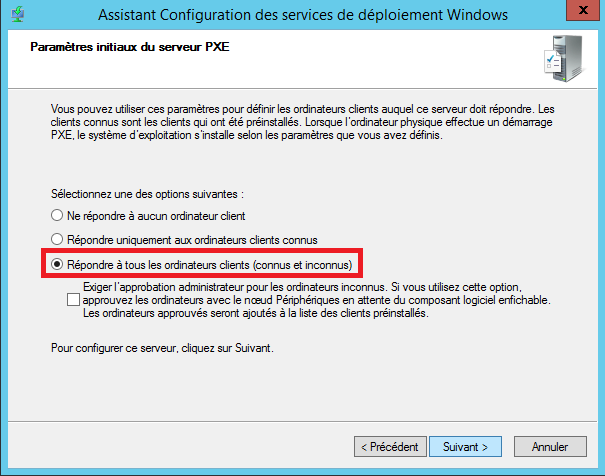 Assistant Configuration des services de déploiement Windows
x
Paramètres initiaux du serveur PXE
Vous pouvez utiliser ces paramètres pour définir les ordinateurs clients auquel ce serveur doit répondre. Les
clients connus sont les clients qui ont été préinstallés. Lorsque l'ordinateur physique effectue un démarrage
PXE, le système d'exploitation s'installe selon les paramètres que vous avez définis.
Sélectionnez une des options suivantes :
Ne répondre à aucun ordinateur client
Répondre uniquement aux ordinateurs clients connus
Répondre à tous les ordinateurs clients (connus et inconnus)
Exiger l'approbation administrateur pour les ordinateurs inconnus. Si vous utilisez cette option,
approuvez les ordinateurs avec le nœud Périphériques en attente du composant logiciel enfichable.
Les ordinateurs approuvés seront ajoutés à la liste des clients préinstallés.
Pour configurer ce serveur, cliquez sur Suivant.
< Précédent
Suivant >
Annuler